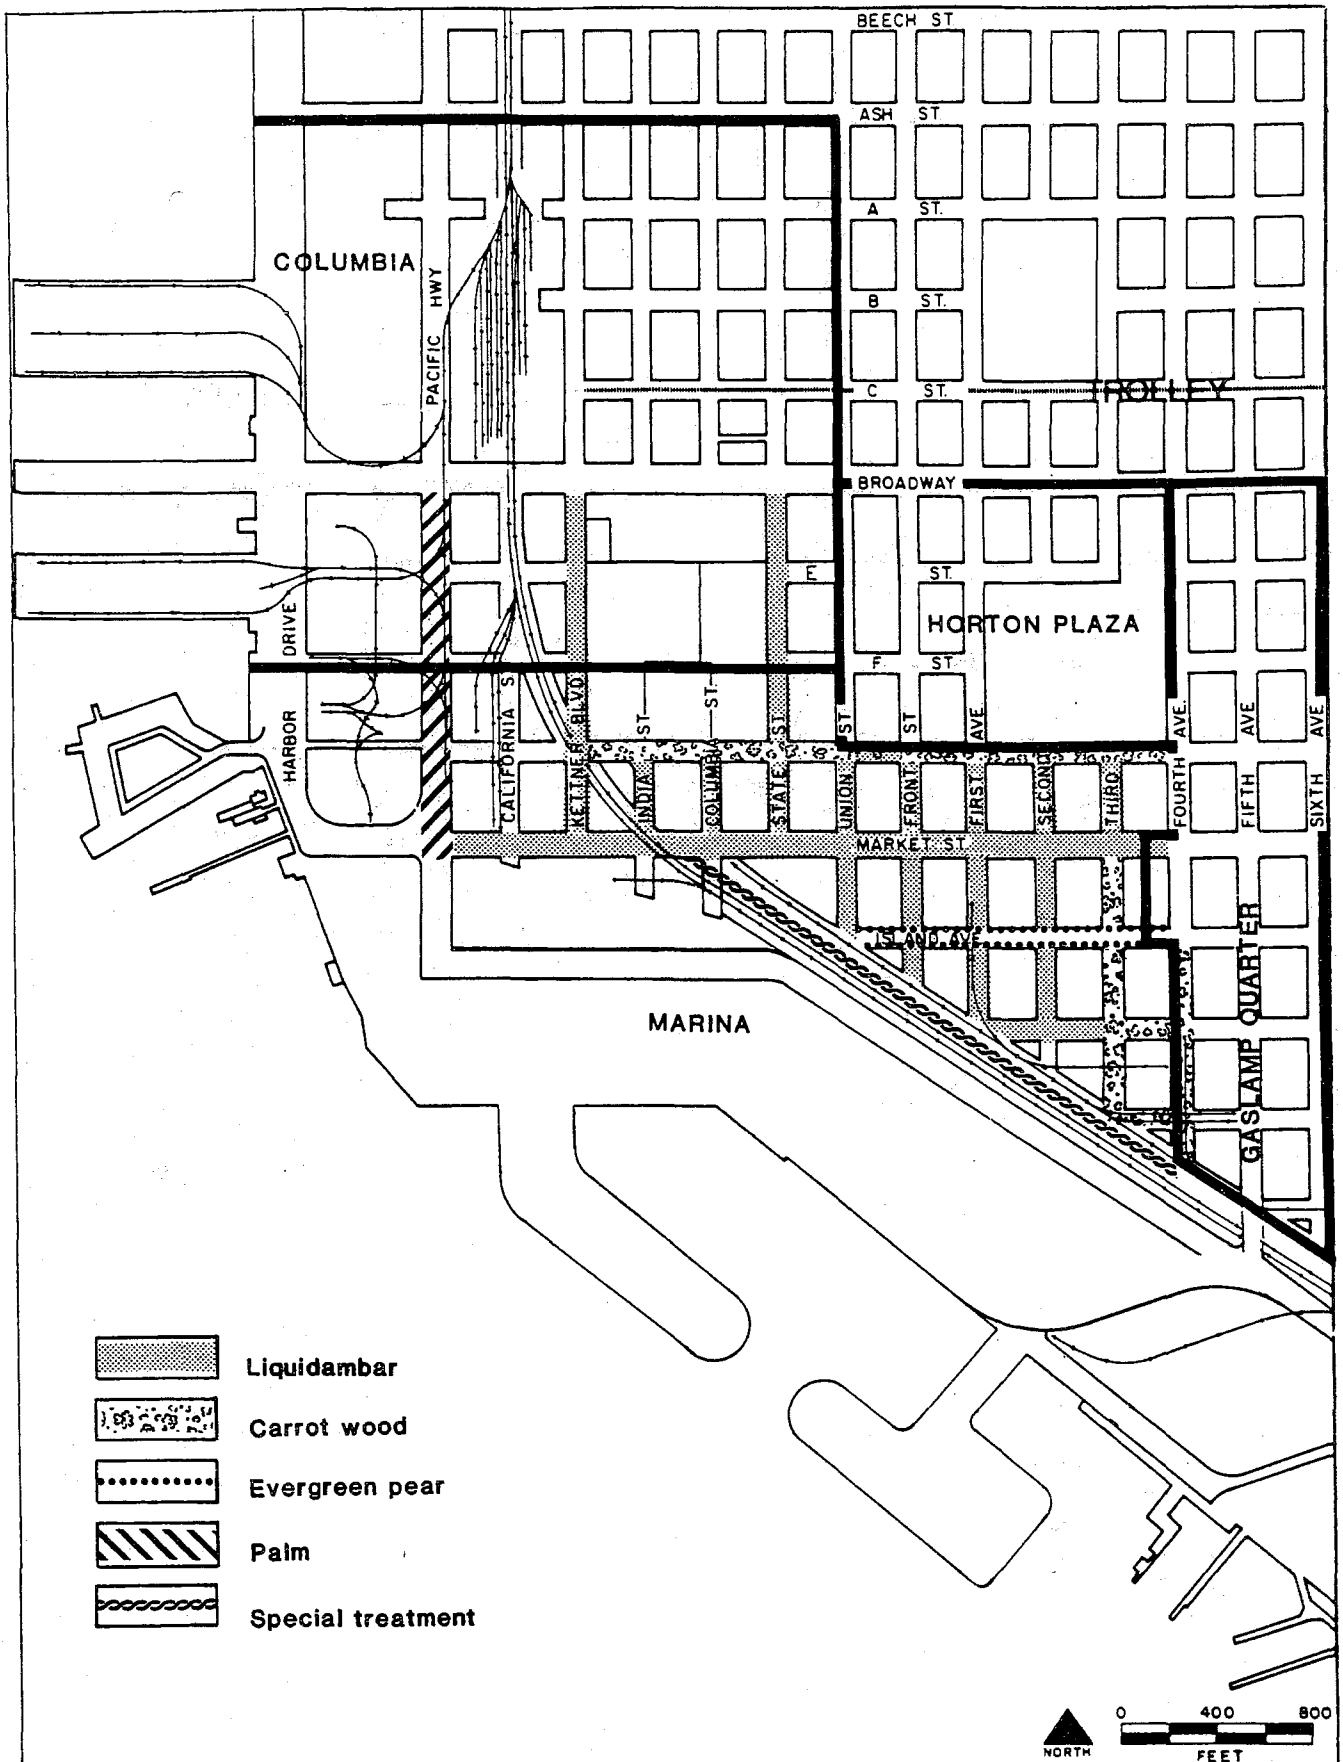 BEECH ST.
ASH ST.
A ST.
COLUMBIA
PACIFIC HWY
B ST.
C ST.
TROLLEY
BROADWAY
E ST.
HORTON PLAZA
F ST.
HARBOR DRIVE
CALIFORNIA S.
KETTNER BLVD.
INDIA ST.
COLUMBIA ST.
STATE ST.
UNION ST
FRONT ST
FIRST AVE
SECOND
THIRD
FOURTH AVE.
FIFTH AVE
SIXTH AVE.
MARKET ST.
ISLAND AVE.
GASLAMP QUARTER
MARINA
Liquidambar
Carrot wood
Evergreen pear
Palm
Special treatment
NORTH
0 400 800
FEET